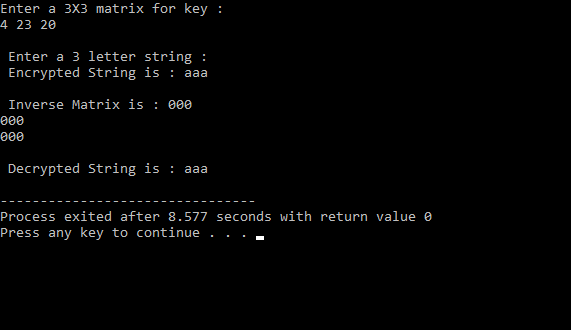 Enter a 3X3 matrix for key :
4 23 20
Enter a 3 letter string :
Encrypted String is : aaa
Inverse Matrix is : 000
000
000
Decrypted String is : aaa
--------------------------------
Process exited after 8.577 seconds with return value 0
Press any key to continue . . .